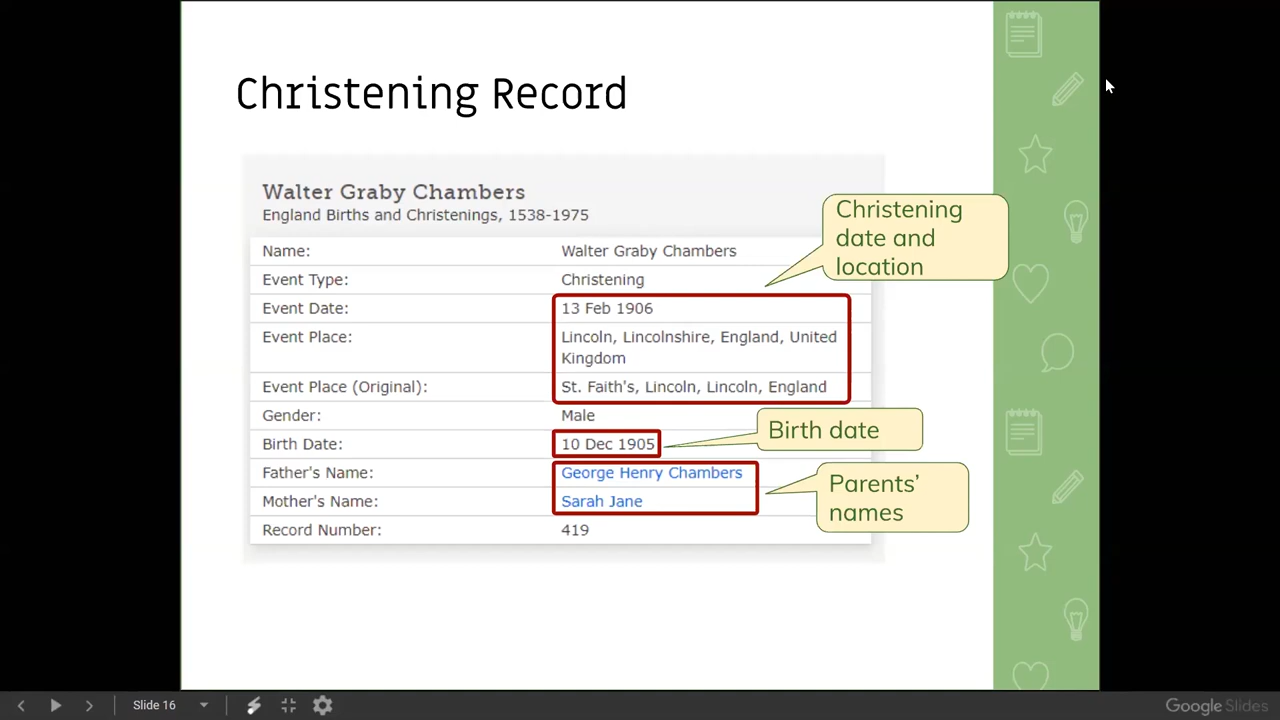 Christening Record
Walter Graby Chambers
England Births and Christenings, 1538-1975
Christening
date and
location
Name: Walter Graby Chambers
Event Type: Christening
Event Date: 13 Feb 1906
Event Place: Lincoln, Lincolnshire, England, United
Kingdom
Event Place (Original): St. Faith's, Lincoln, Lincoln, England
Gender: Male
Birth Date: 10 Dec 1905
Birth date
Father's Name: George Henry Chambers
Mother's Name: Sarah Jane
Parents’
names
Record Number: 419
Slide 16
Google Slides